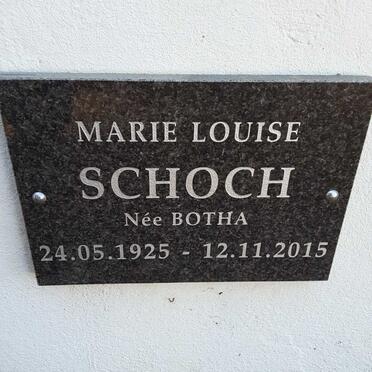 MARIE LOUISE
SCHOCH
Née BOTHA
24.05.1925 - 12.11.2015